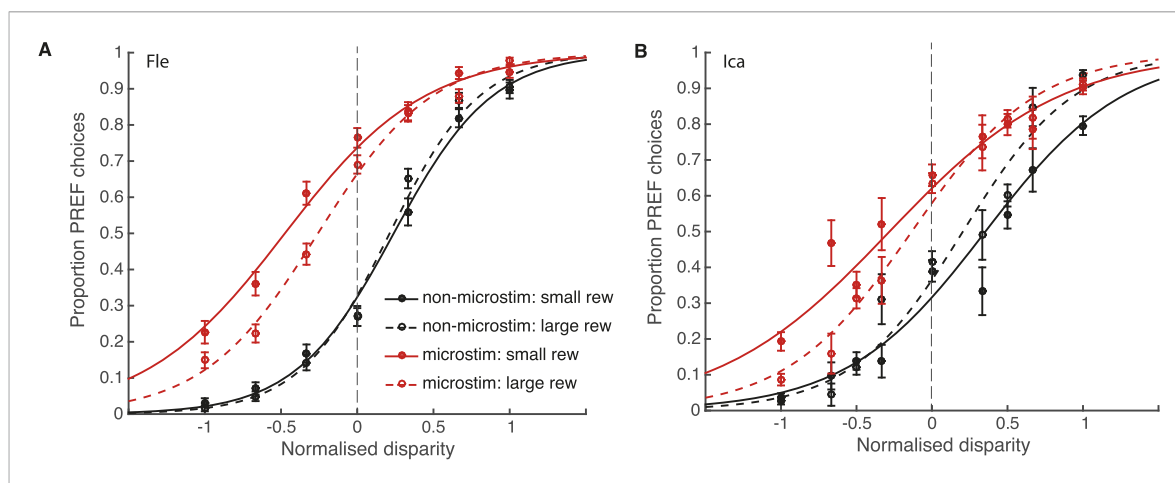 A
Fle
Proportion PREF choices
1
0.9
0.8
0.7
0.6
0.5
0.4
0.3
0.2
0.1
0
-1
-0.5
0
0.5
1
Normalised disparity
non-microstim: small rew
non-microstim: large rew
microstim: small rew
microstim: large rew
B
Ica
Proportion PREF choices
1
0.9
0.8
0.7
0.6
0.5
0.4
0.3
0.2
0.1
0
-1
-0.5
0
0.5
1
Normalised disparity